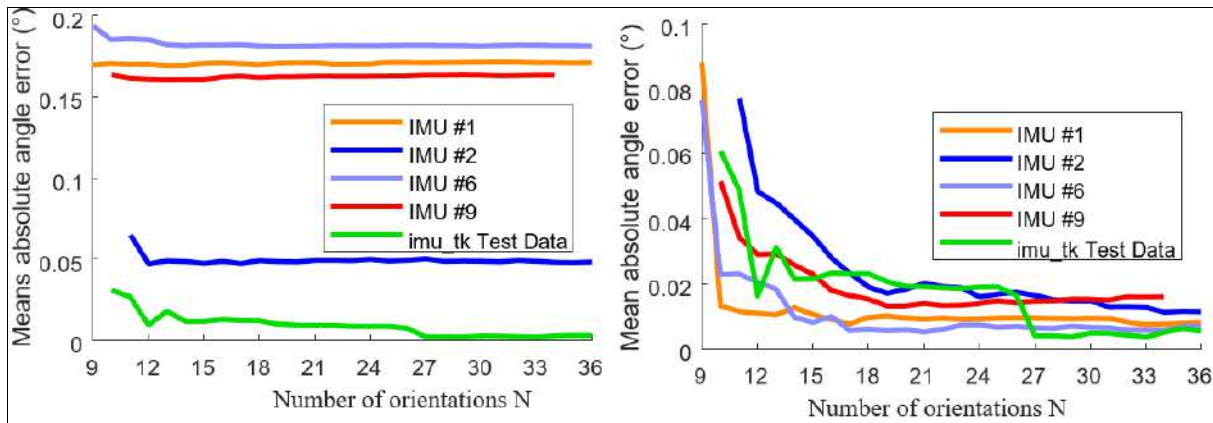 Means absolute angle error (°)
0.2
0.15
0.1
0.05
0
9 12 15 18 21 24 27 30 33 36
Number of orientations N
IMU #1
IMU #2
IMU #6
IMU #9
imu_tk Test Data
Mean absolute angle error (°)
0.1
0.08
0.06
0.04
0.02
0
9 12 15 18 21 24 27 30 33 36
Number of orientations N
IMU #1
IMU #2
IMU #6
IMU #9
imu_tk Test Data